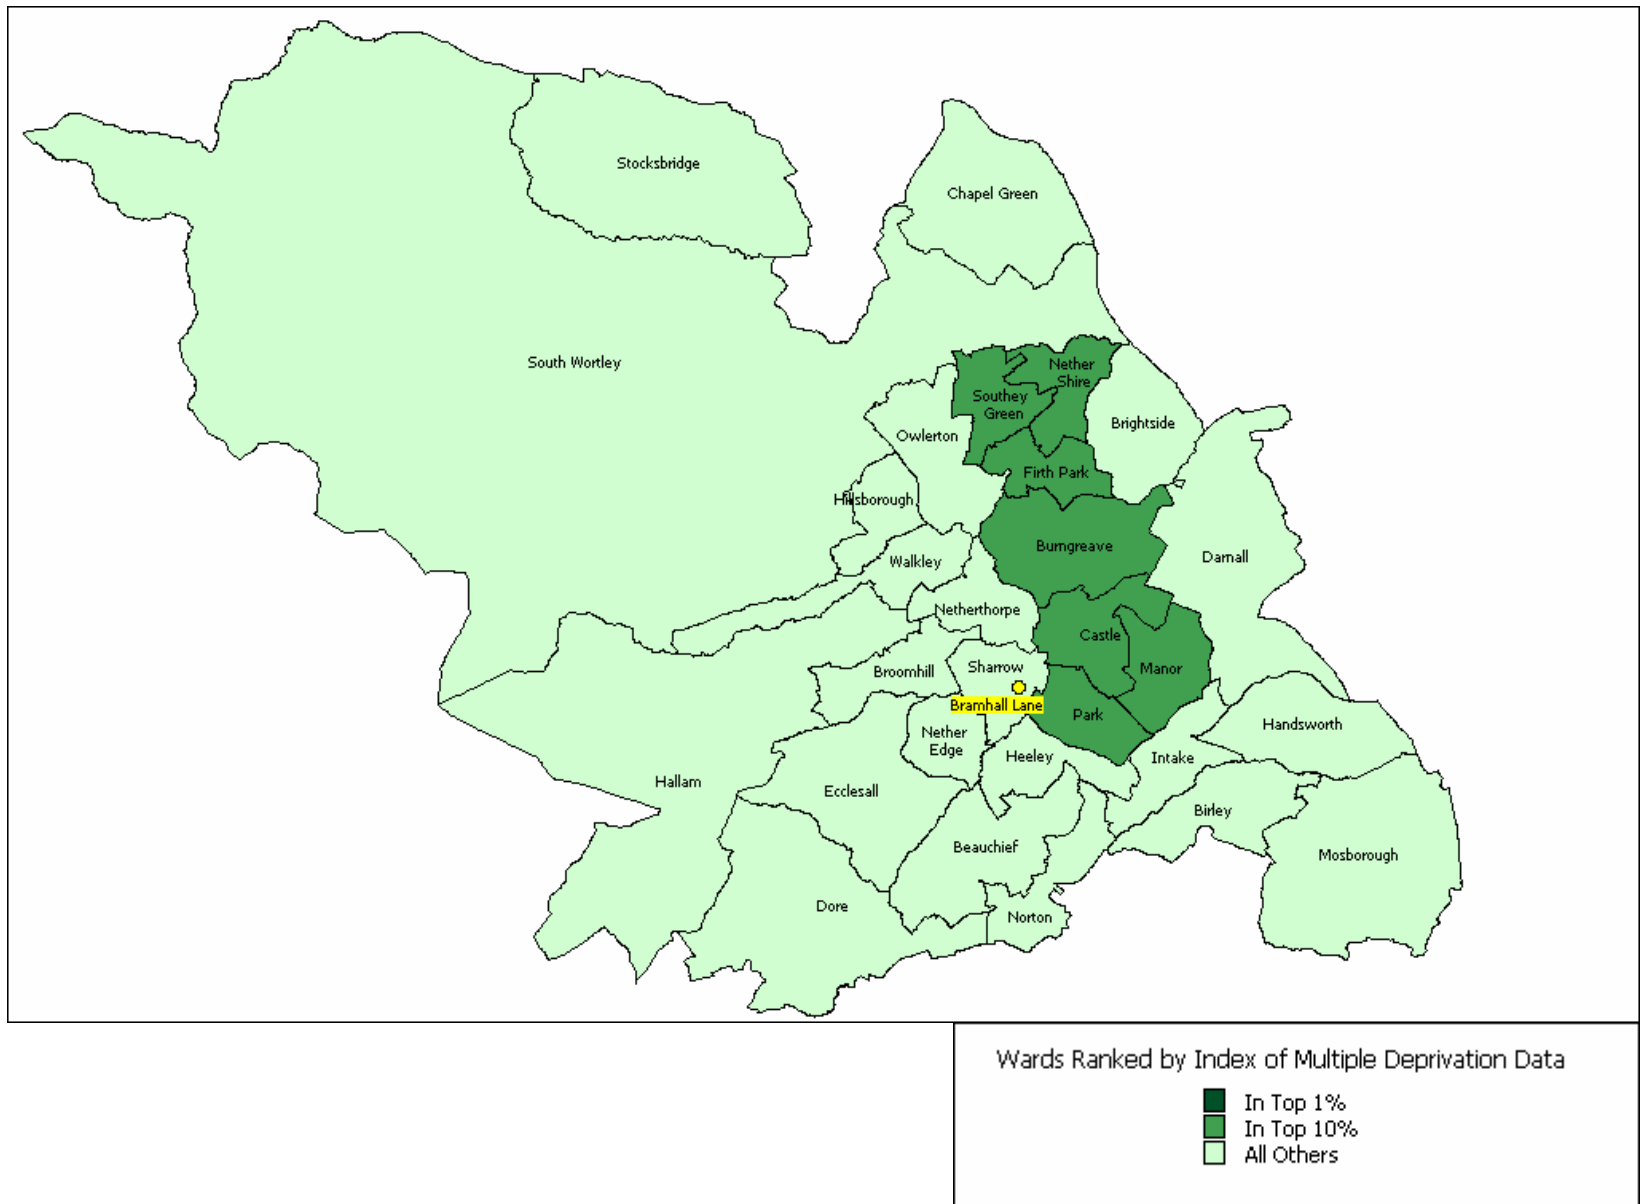 Stocksbridge
Chapel Green
South Wortley
Nether
Shire
Southey
Green
Brightside
Owlerton
Firth Park
Hillsborough
Burngreave
Darnall
Walkley
Netherthorpe
Castle
Sharrow
Manor
Broomhill
Bramhall Lane
Park
Handsworth
Nether
Edge
Heeley
Intake
Hallam
Ecclesall
Birley
Beauchief
Mosborough
Dore
Norton
Wards Ranked by Index of Multiple Deprivation Data
In Top 1%
In Top 10%
All Others